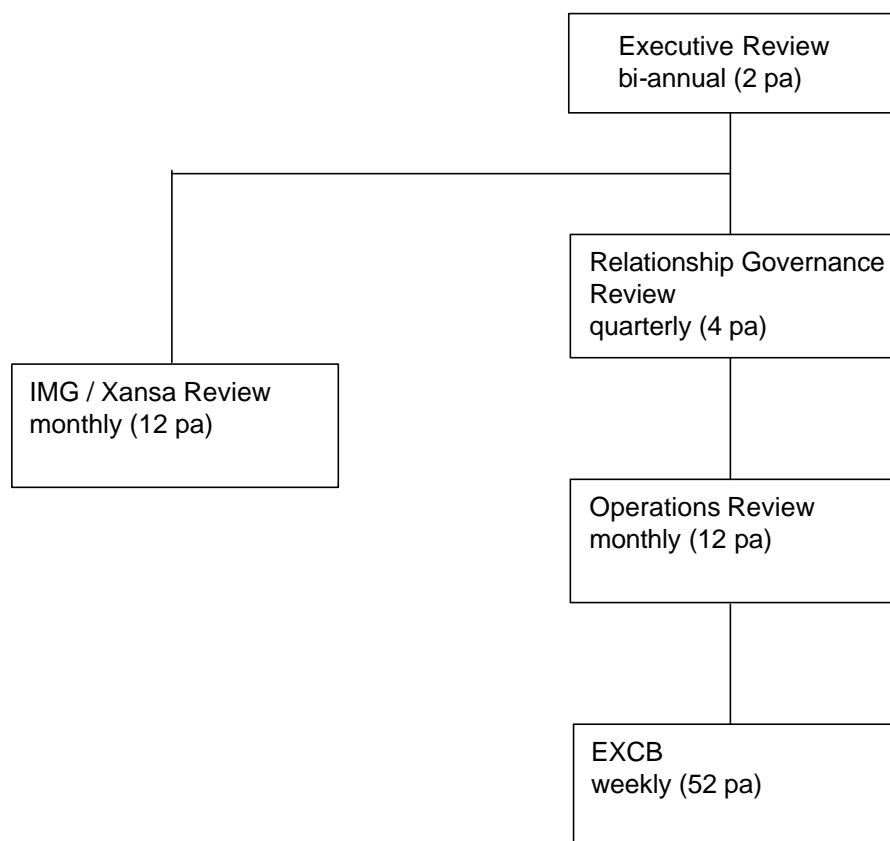 Executive Review
bi-annual (2 pa)
Relationship Governance
Review
quarterly (4 pa)
IMG / Xansa Review
monthly (12 pa)
Operations Review
monthly (12 pa)
EXCB
weekly (52 pa)